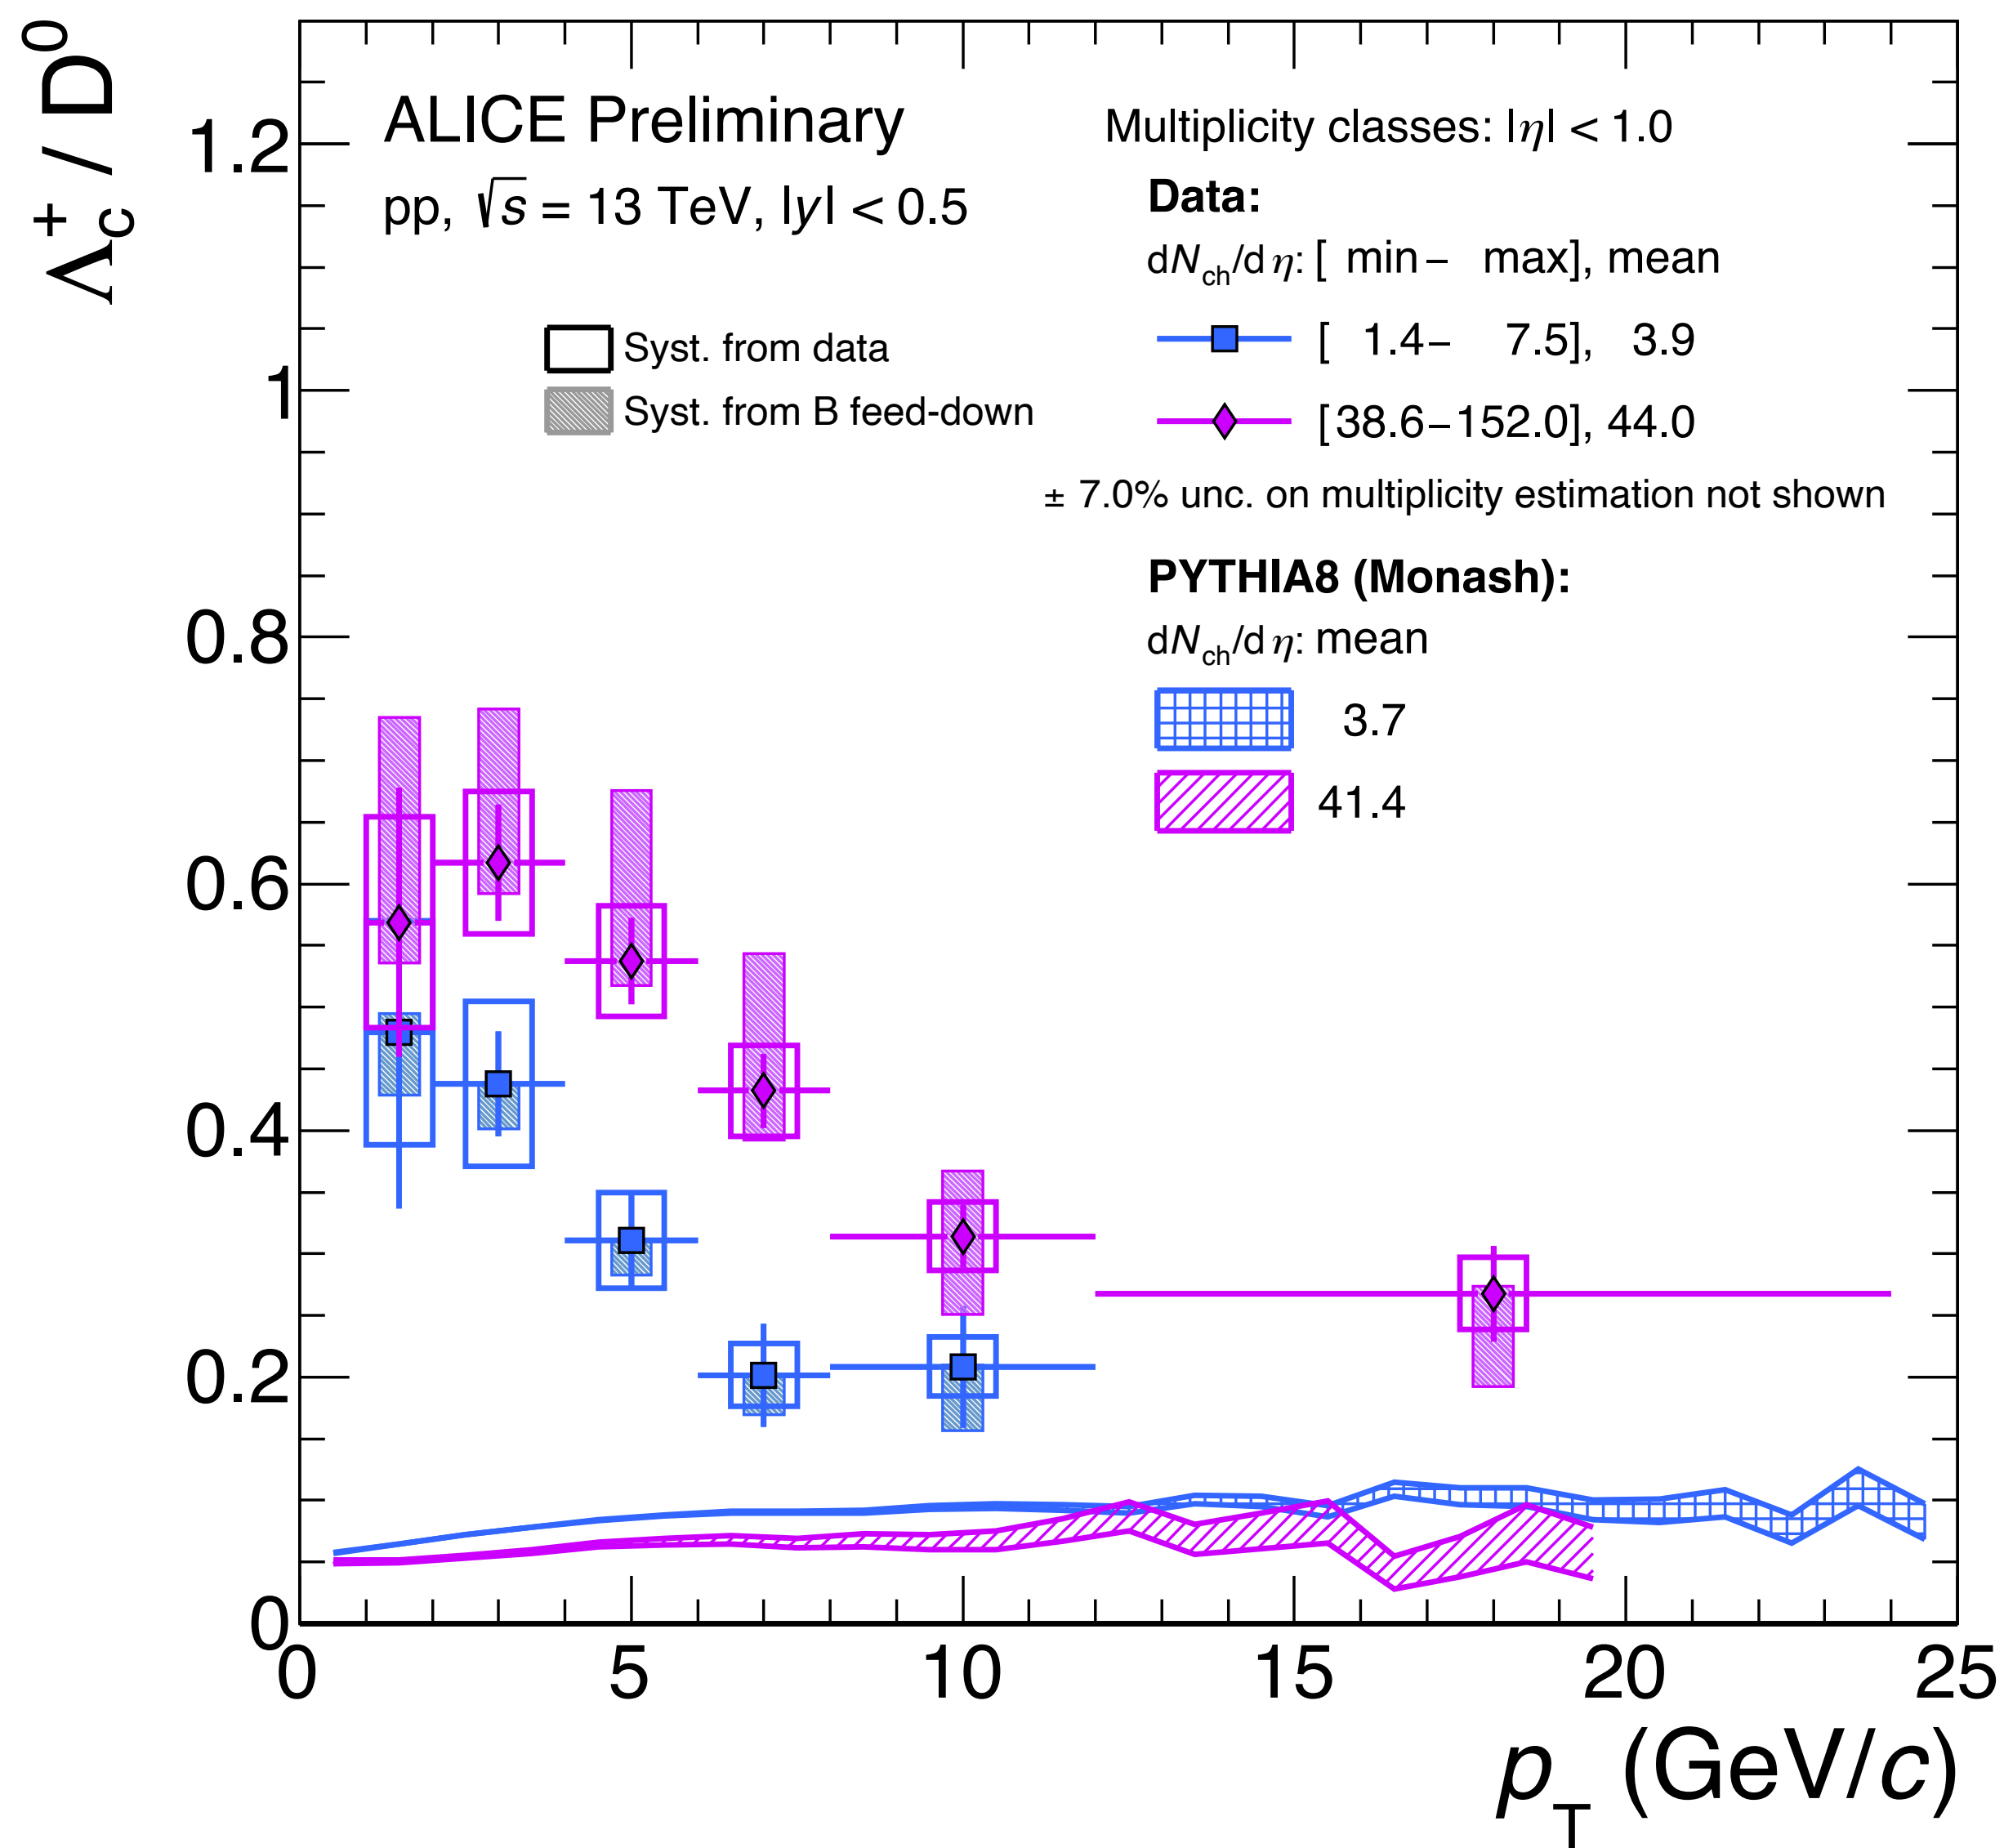 Λc+ / D0
ALICE Preliminary
pp, √s = 13 TeV, |y| < 0.5
Syst. from data
Syst. from B feed-down
Multiplicity classes: |η| < 1.0
Data:
dNch/dη: [ min – max], mean
[ 1.4 – 7.5], 3.9
[38.6 – 152.0], 44.0
± 7.0% unc. on multiplicity estimation not shown
PYTHIA8 (Monash):
dNch/dη: mean
3.7
41.4
1.2
1
0.8
0.6
0.4
0.2
0
0 5 10 15 20 25
pT (GeV/c)